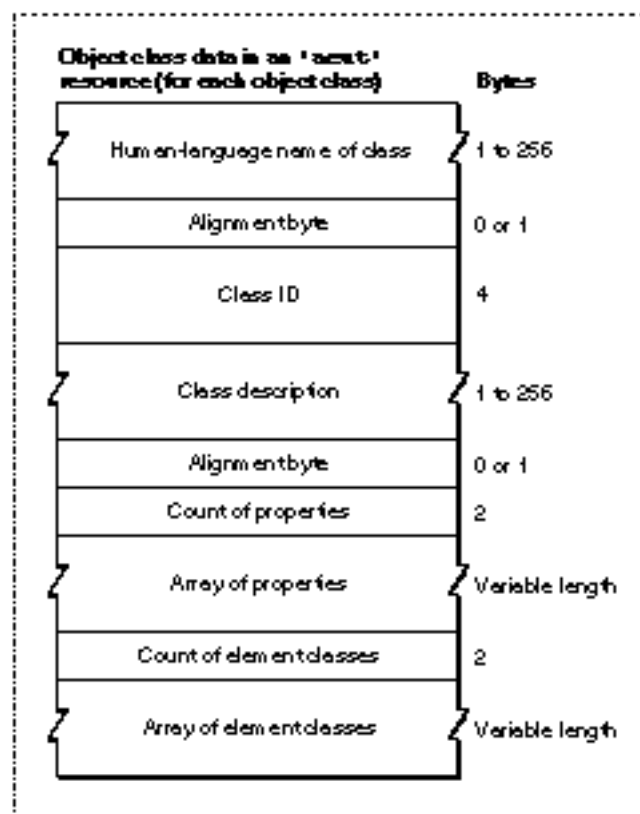 Object class data in an 'aeut'
resource (for each object class) Bytes
Human-language name of class 1 to 256
Alignment byte 0 or 1
Class ID 4
Class description 1 to 256
Alignment byte 0 or 1
Count of properties 2
Array of properties Variable length
Count of element classes 2
Array of element classes Variable length